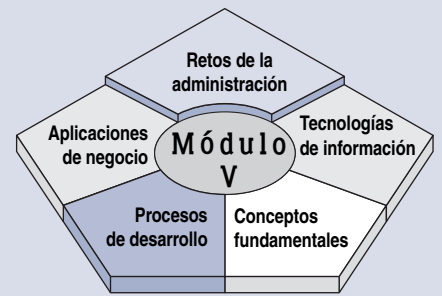 Retos de la
administración
Aplicaciones
de negocio
Módulo
V
Tecnologías
de información
Procesos
de desarrollo
Conceptos
fundamentales